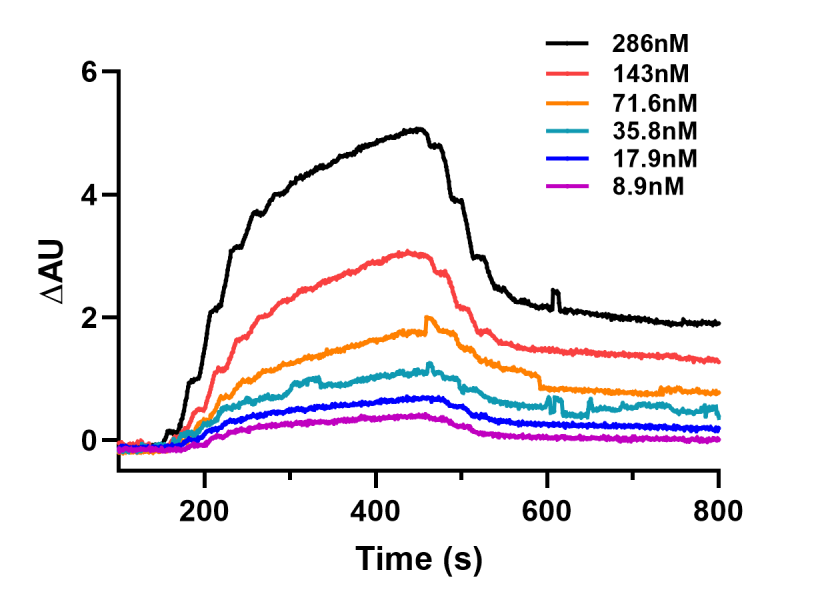 286nM
143nM
71.6nM
35.8nM
17.9nM
8.9nM
6
4
2
0
ΔAU
200
400
600
800
Time (s)